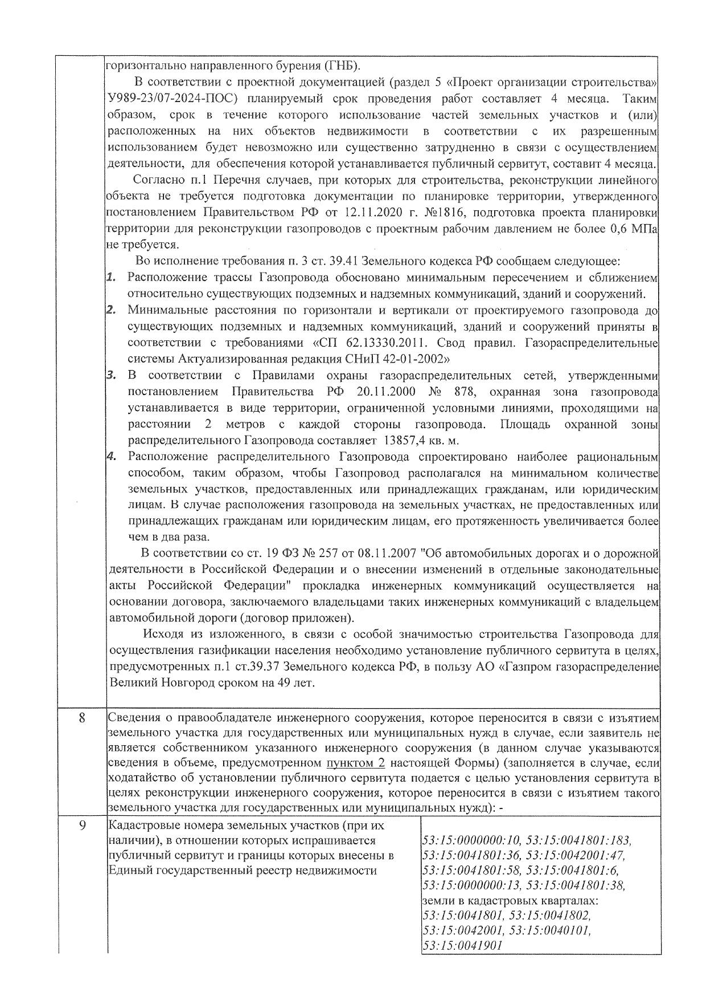 горизонтально направленного бурения (ГНБ).
В соответствии с проектной документацией (раздел 5 «Проект организации строительства»
У989-23/07-2024-ПОС) планируемый срок проведения работ составляет 4 месяца. Таким
образом, срок в течение которого использование частей земельных участков и (или)
расположенных на них объектов недвижимости в соответствии с их разрешенным
использованием будет невозможно или существенно затрудненно в связи с осуществлением
деятельности, для обеспечения которой устанавливается публичный сервитут, составит 4 месяца.
Согласно п.1 Перечня случаев, при которых для строительства, реконструкции линейного
объекта не требуется подготовка документации по планировке территории, утвержденного
постановлением Правительством РФ от 12.11.2020 г. №1816, подготовка проекта планировки
территории для реконструкции газопроводов с проектным рабочим давлением не более 0,6 МПа
не требуется.
Во исполнение требования п. 3 ст. 39.41 Земельного кодекса РФ сообщаем следующее:
1. Расположение трассы Газопровода обосновано минимальным пересечением и сближением
относительно существующих подземных и надземных коммуникаций, зданий и сооружений.
2. Минимальные расстояния по горизонтали и вертикали от проектируемого газопровода до
существующих подземных и надземных коммуникаций, зданий и сооружений приняты в
соответствии с требованиями «СП 62.13330.2011. Свод правил. Газораспределительные
системы Актуализированная редакция СНиП 42-01-2002»
3. В соответствии с Правилами охраны газораспределительных сетей, утвержденными
постановлением Правительства РФ 20.11.2000 № 878, охранная зона газопровода
устанавливается в виде территории, ограниченной условными линиями, проходящими на
расстоянии 2 метров с каждой стороны газопровода. Площадь охранной зоны
распределительного Газопровода составляет 13857,4 кв. м.
4. Расположение распределительного Газопровода спроектировано наиболее рациональным
способом, таким образом, чтобы Газопровод располагался на минимальном количестве
земельных участков, предоставленных или принадлежащих гражданам, или юридическим
лицам. В случае расположения газопровода на земельных участках, не предоставленных или
принадлежащих гражданам или юридическим лицам, его протяженность увеличивается более
чем в два раза.
В соответствии со ст. 19 ФЗ № 257 от 08.11.2007 "Об автомобильных дорогах и о дорожной
деятельности в Российской Федерации и о внесении изменений в отдельные законодательные
акты Российской Федерации" прокладка инженерных коммуникаций осуществляется на
основании договора, заключаемого владельцами таких инженерных коммуникаций с владельцем
автомобильной дороги (договор приложен).
Исходя из изложенного, в связи с особой значимостью строительства Газопровода для
осуществления газификации населения необходимо установление публичного сервитута в целях,
предусмотренных п.1 ст.39.37 Земельного кодекса РФ, в пользу АО «Газпром газораспределение
Великий Новгород сроком на 49 лет.
8 Сведения о правообладателе инженерного сооружения, которое переносится в связи с изъятием
земельного участка для государственных или муниципальных нужд в случае, если заявитель не
является собственником указанного инженерного сооружения (в данном случае указываются
сведения в объеме, предусмотренном пунктом 2 настоящей Формы) (заполняется в случае, если
ходатайство об установлении публичного сервитута подается с целью установления сервитута в
целях реконструкции инженерного сооружения, которое переносится в связи с изъятием такого
земельного участка для государственных или муниципальных нужд): -
9 Кадастровые номера земельных участков (при их
наличии), в отношении которых испрашивается
публичный сервитут и границы которых внесены в
Единый государственный реестр недвижимости
53:15:0000000:10, 53:15:0041801:183,
53:15:0041801:36, 53:15:0042001:47,
53:15:0041801:58, 53:15:0041801:6,
53:15:0000000:13, 53:15:0041801:38,
земли в кадастровых кварталах:
53:15:0041801, 53:15:0041802,
53:15:0042001, 53:15:0040101,
53:15:0041901